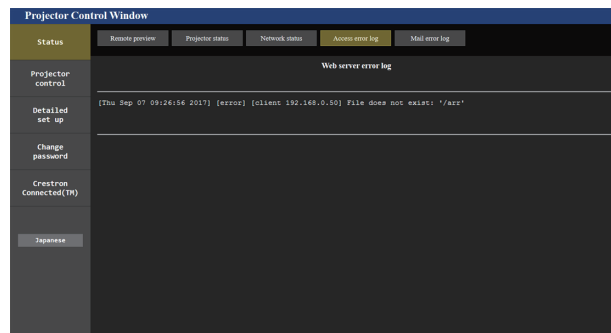 Projector Control Window
Status
Remote preview
Projector status
Network status
Access error log
Mail error log
Projector
control
Detailed
set up
Change
password
Crestron
Connected(TM)
Japanese
Web server error log
[Thu Sep 07 09:26:56 2017] [error] [client 192.168.0.50] File does not exist: '/arr'